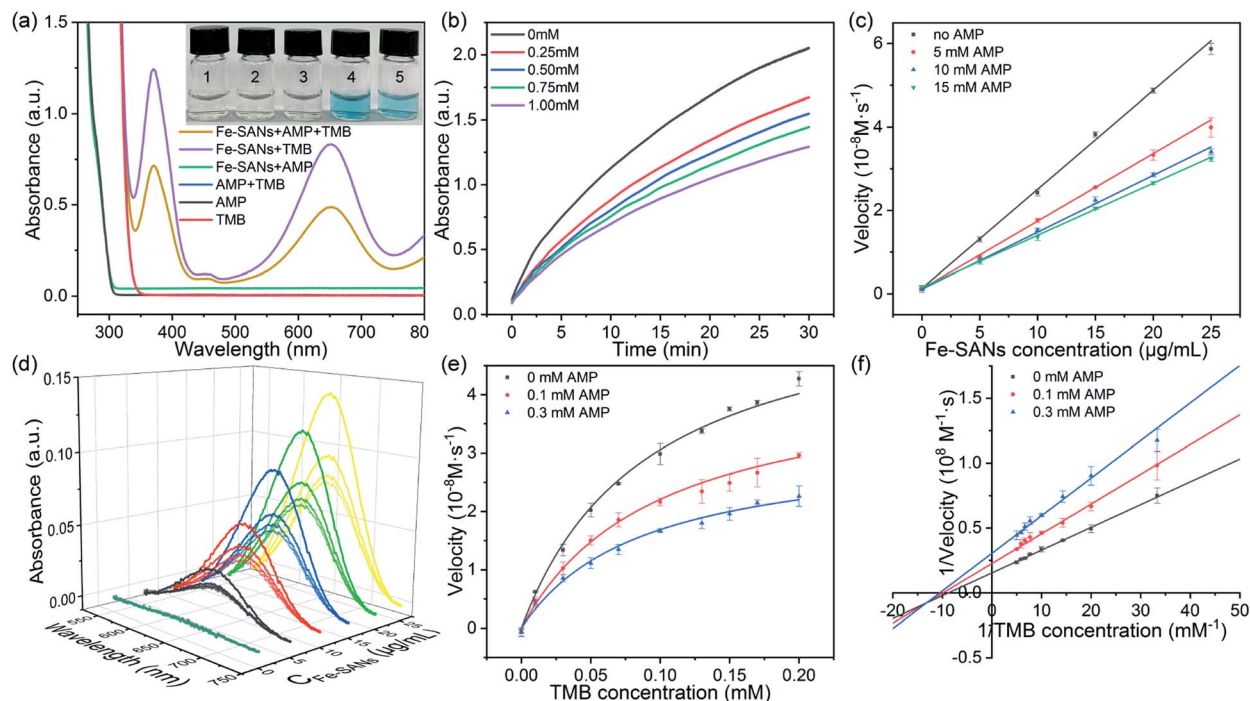 (a)
Absorbance (a.u.)
1.5
1.0
0.5
0.0
1 2 3 4 5
Fe-SANs+AMP+TMB
Fe-SANs+TMB
Fe-SANs+AMP
AMP+TMB
AMP
TMB
300 400 500 600 700 80
Wavelength (nm)
(b)
Absorbance (a.u.)
2.0
1.5
1.0
0.5
0.0
0mM
0.25mM
0.50mM
0.75mM
1.00mM
0 5 10 15 20 25 30
Time (min)
(c)
Velocity (10⁻⁸M·s⁻¹)
6
4
2
0
no AMP
5 mM AMP
10 mM AMP
15 mM AMP
0 5 10 15 20 25
Fe-SANs concentration (µg/mL)
(d)
Absorbance (a.u.)
0.15
0.10
0.05
0.00
550 600 650 700 750
Wavelength (nm)
0 5 10 15 20 25
C Fe-SANs (µg/mL)
(e)
Velocity (10⁻⁸M·s⁻¹)
4
3
2
1
0
0 mM AMP
0.1 mM AMP
0.3 mM AMP
0.00 0.05 0.10 0.15 0.20
TMB concentration (mM)
(f)
1/Velocity (10⁸ M⁻¹·s)
1.5
1.0
0.5
-0.5
0 mM AMP
0.1 mM AMP
0.3 mM AMP
-20 -10 0 10 20 30 40 50
1/TMB concentration (mM⁻¹)